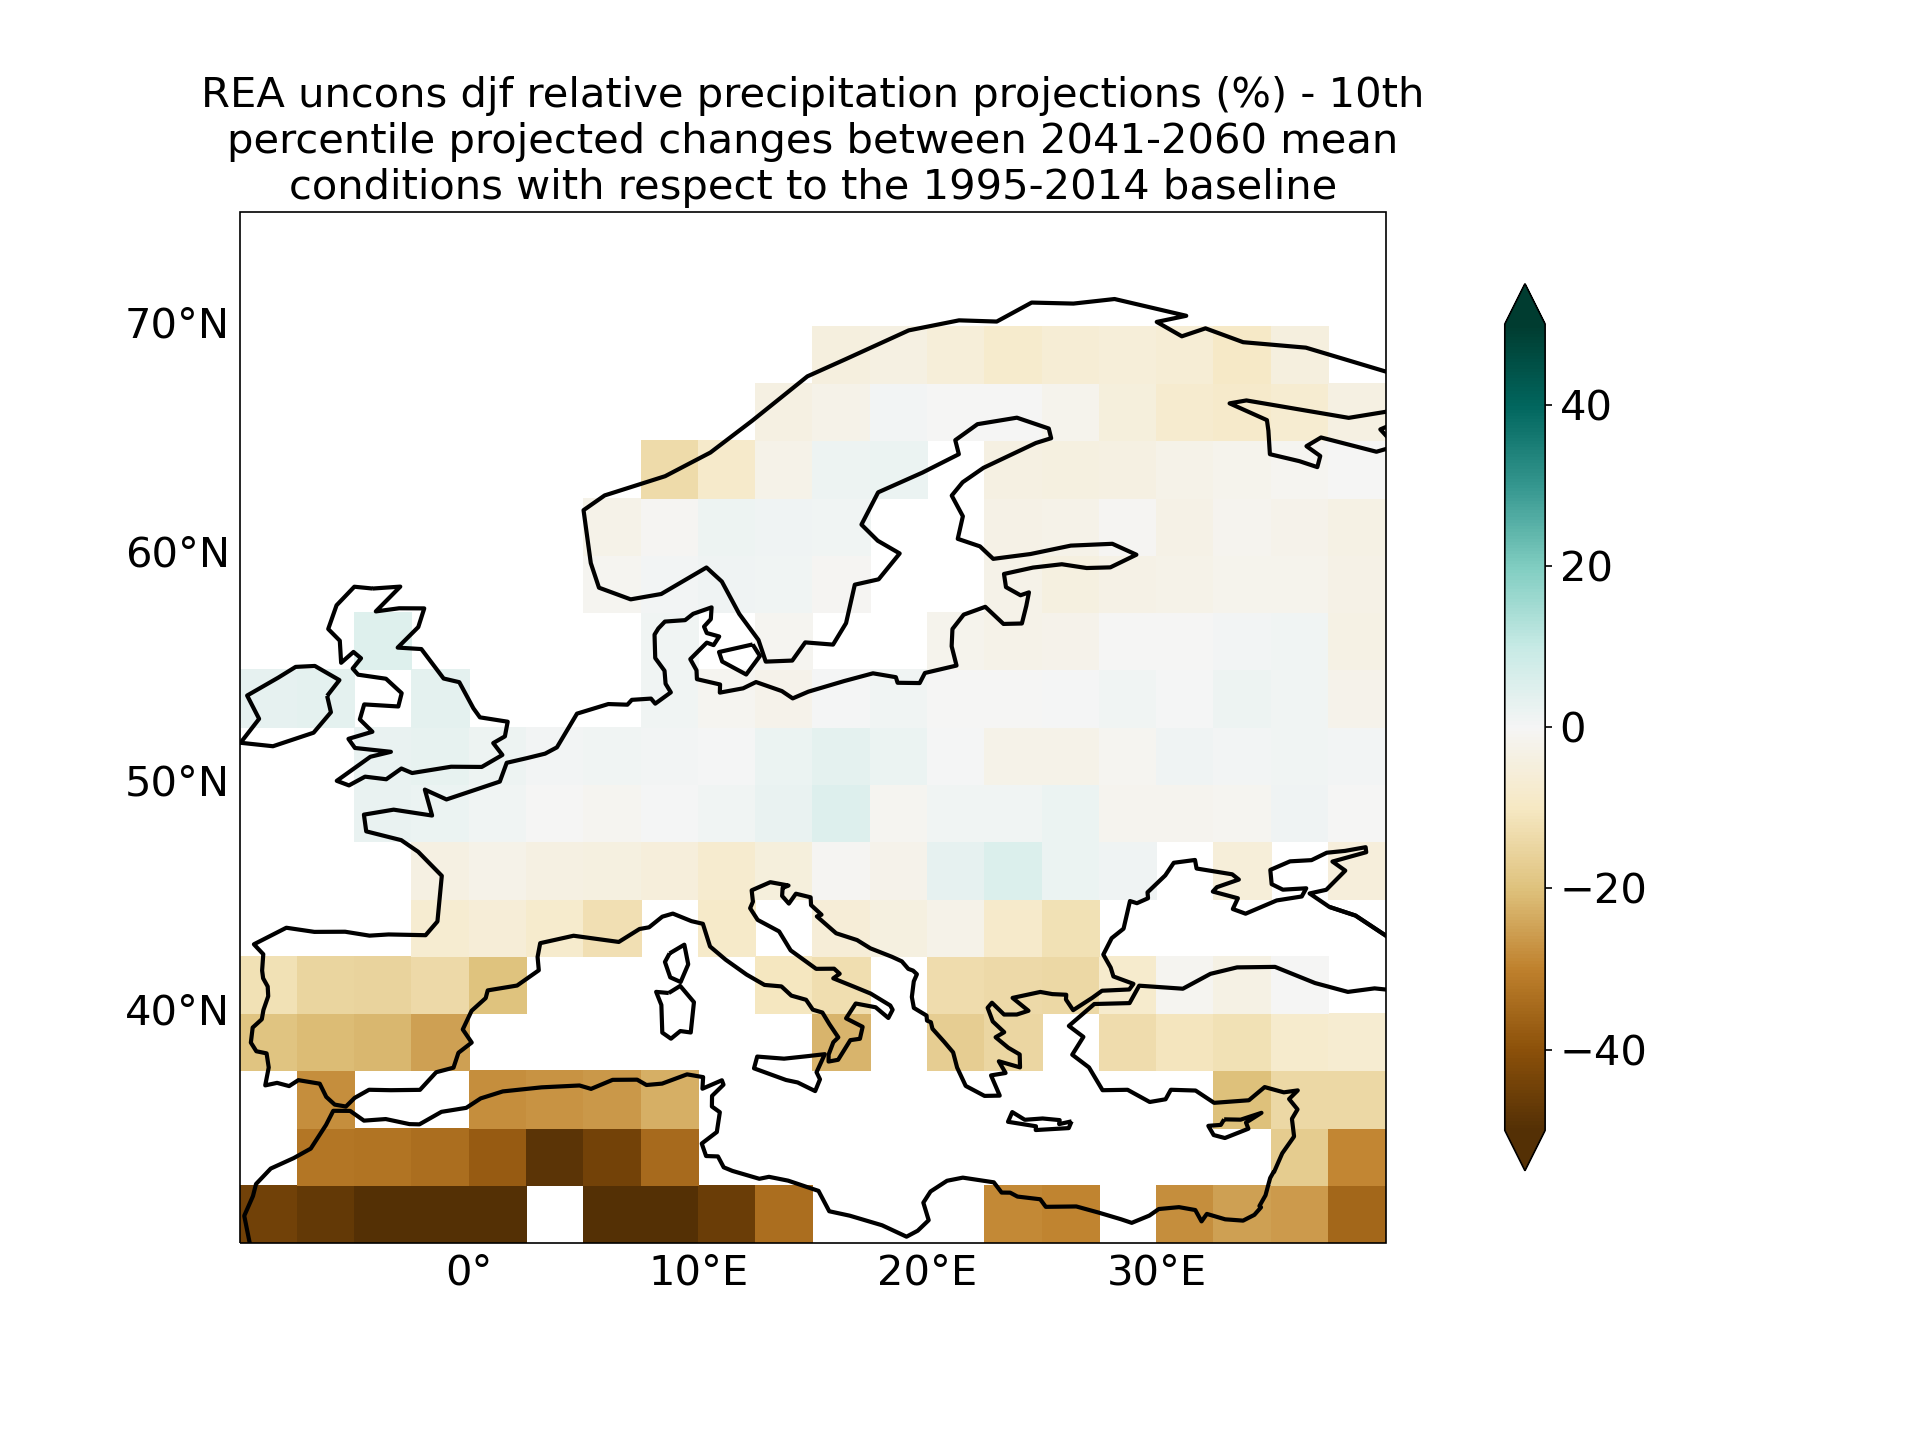 REA uncons djf relative precipitation projections (%) - 10th
percentile projected changes between 2041-2060 mean
conditions with respect to the 1995-2014 baseline
70°N
60°N
50°N
40°N
0°
10°E
20°E
30°E
40
20
0
−20
−40